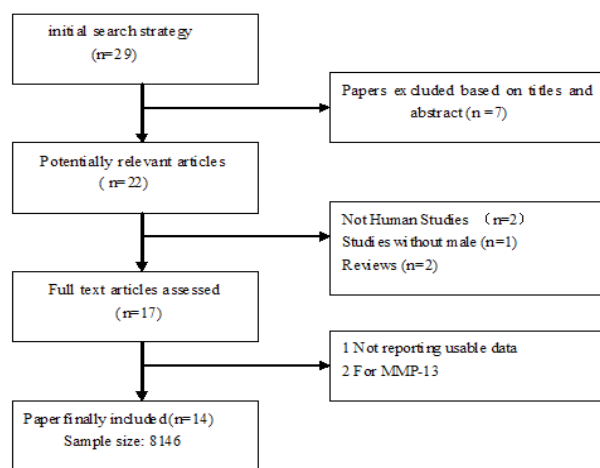 initial search strategy
(n=29)
Papers excluded based on titles and
abstract (n =7)
Potentially relevant articles
( n=22)
Not Human Studies （n=2）
Studies without male (n=1)
Reviews (n=2)
Full text articles assessed
(n=17)
1 Not reporting usable data
2 For MMP-13
Paper finally included(n=14)
Sample size: 8146